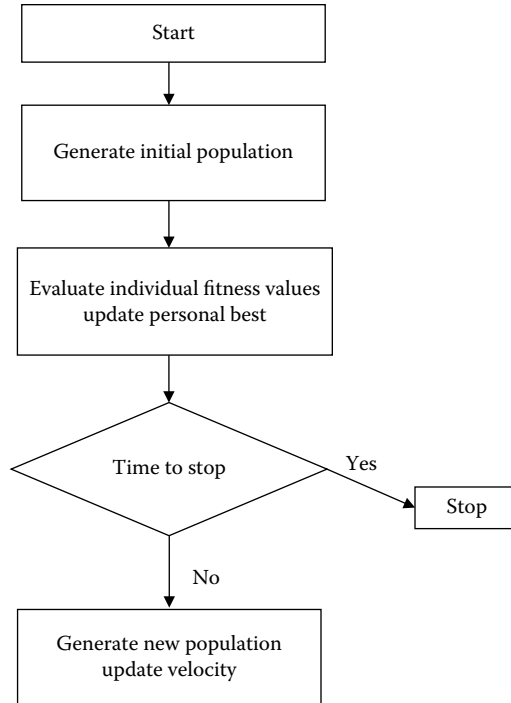 Start
Generate initial population
Evaluate individual fitness values
update personal best
Time to stop
Yes
Stop
No
Generate new population
update velocity